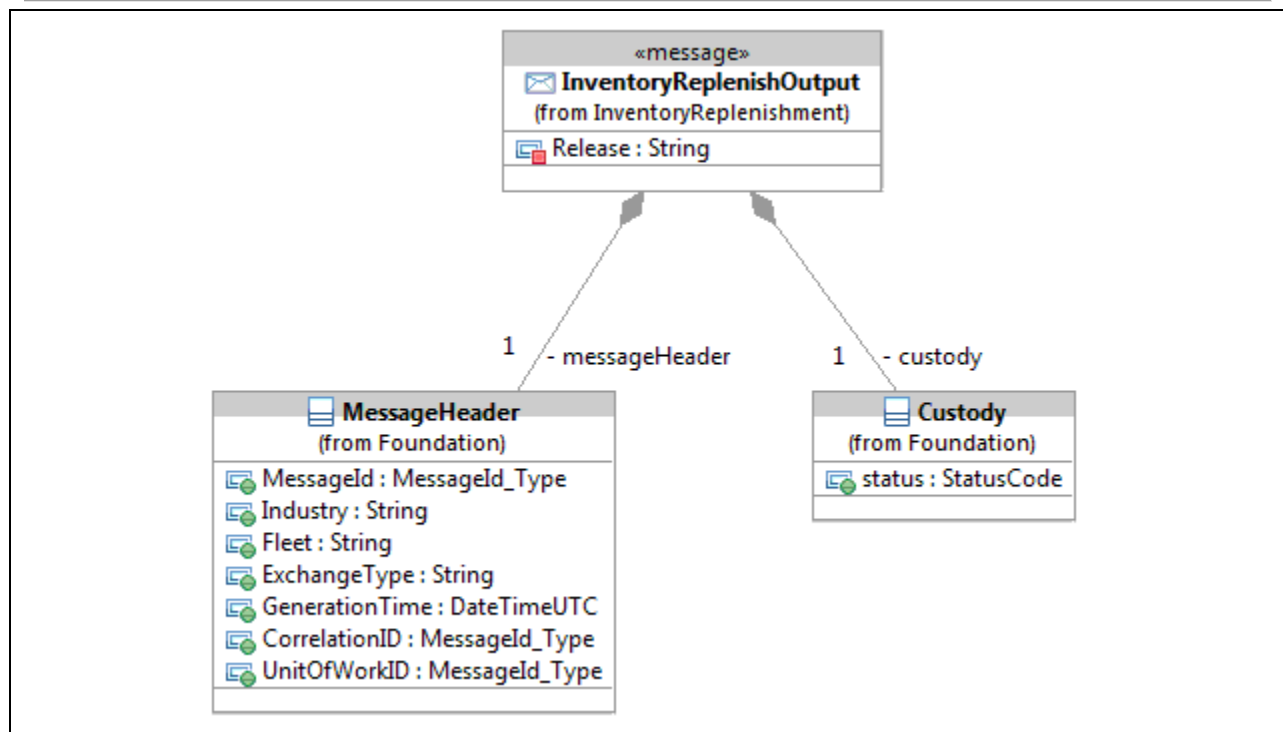 «message»
InventoryReplenishOutput
(from InventoryReplenishment)
Release : String
1
- messageHeader
1
- custody
MessageHeader
(from Foundation)
MessageId : MessageId_Type
Industry : String
Fleet : String
ExchangeType : String
GenerationTime : DateTimeUTC
CorrelationID : MessageId_Type
UnitOfWorkID : MessageId_Type
Custody
(from Foundation)
status : StatusCode